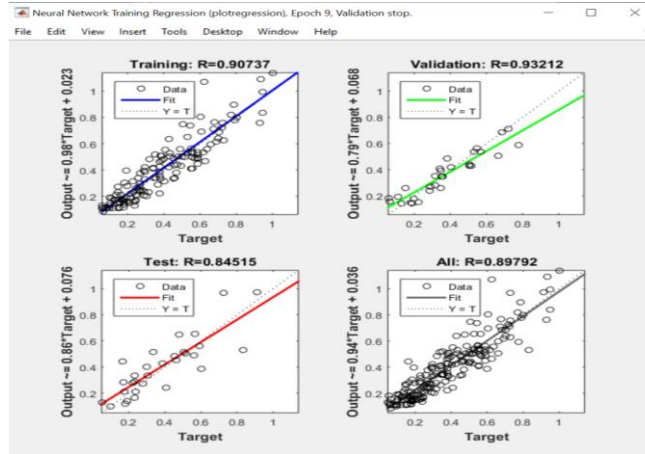 Neural Network Training Regression (plotregression), Epoch 9, Validation stop.
File Edit View Insert Tools Desktop Window Help
Training: R=0.90737
Output ~= 0.98*Target + 0.023
1
0.8
0.6
0.4
0.2
Data
Fit
Y = T
0.2 0.4 0.6 0.8 1
Target
Validation: R=0.93212
Output ~= 0.79*Target + 0.068
1
0.8
0.6
0.4
0.2
Data
Fit
Y = T
0.2 0.4 0.6 0.8 1
Target
Test: R=0.84515
Output ~= 0.86*Target + 0.076
1
0.8
0.6
0.4
0.2
Data
Fit
Y = T
0.2 0.4 0.6 0.8 1
Target
All: R=0.89792
Output ~= 0.94*Target + 0.036
1
0.8
0.6
0.4
0.2
Data
Fit
Y = T
0.2 0.4 0.6 0.8 1
Target